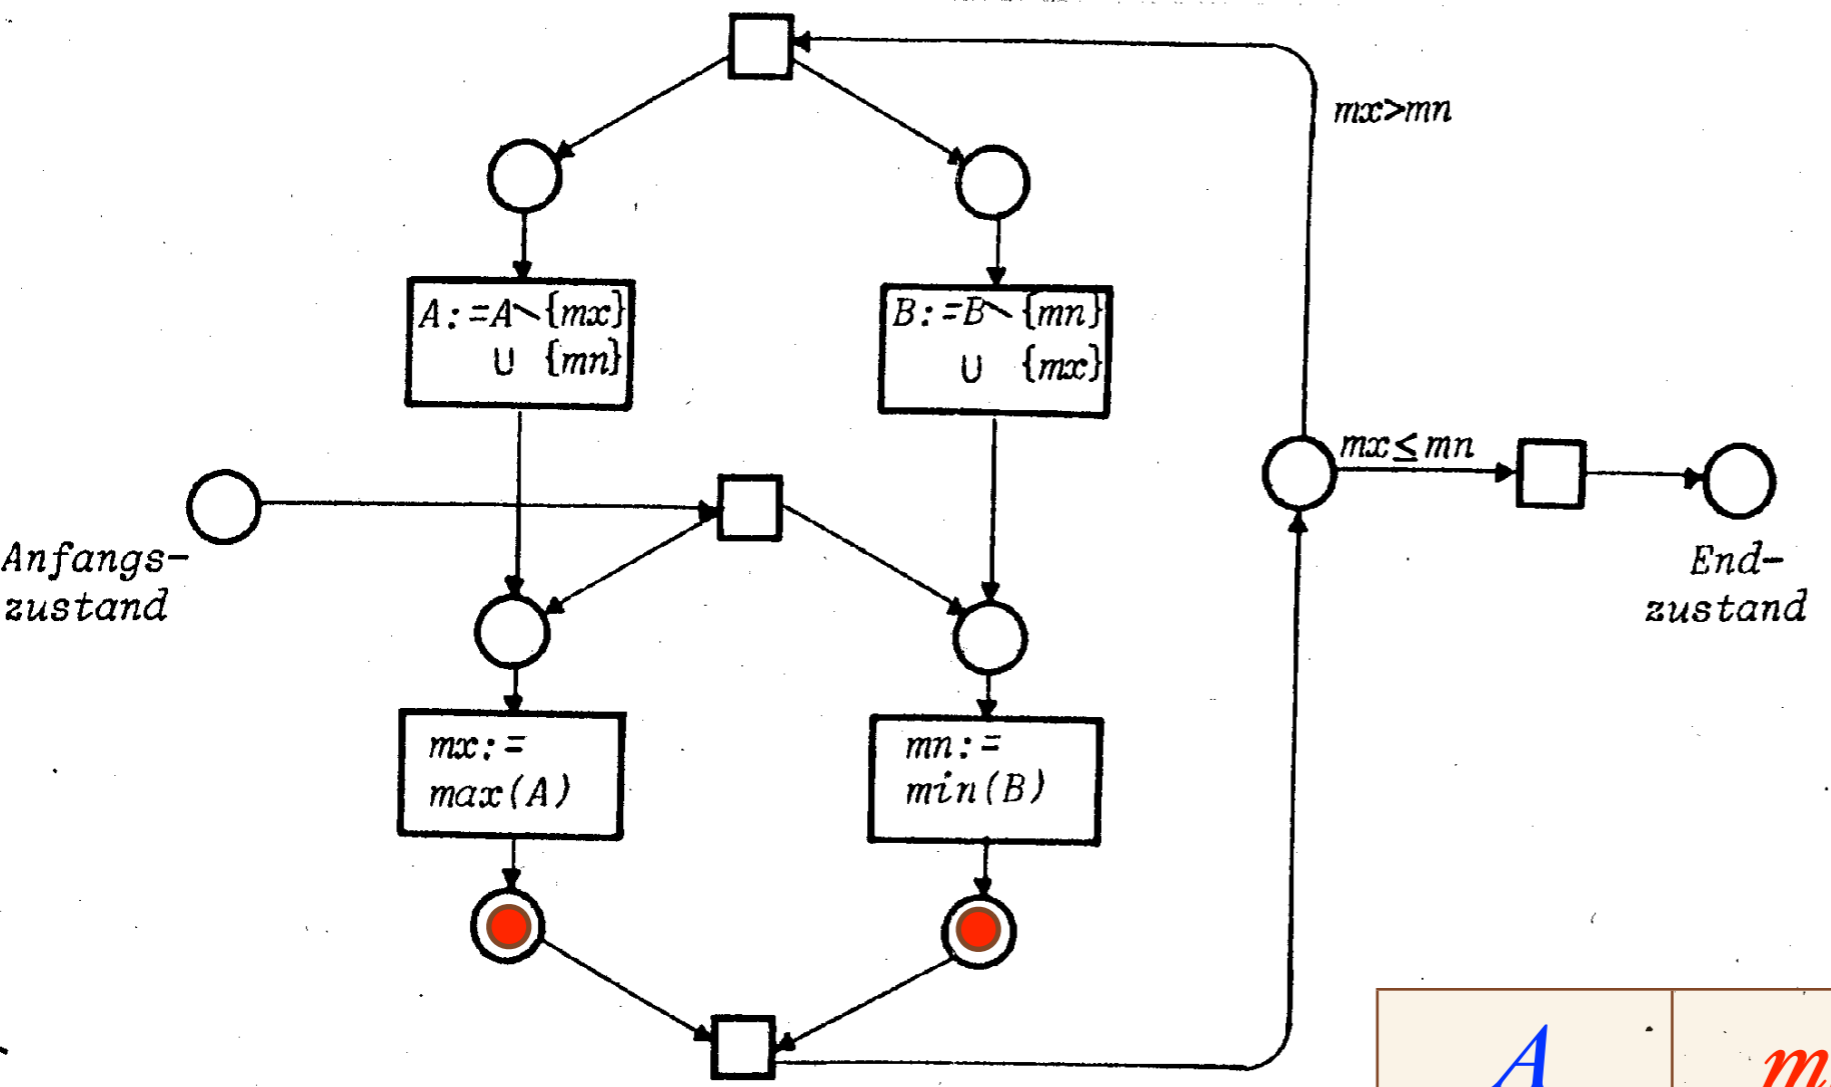 mx>mn
A:=A∖{mx}
∪ {mn}
B:=B∖{mn}
∪ {mx}
mx≤mn
Anfangs-
zustand
End-
zustand
mx:=
max(A)
mn:=
min(B)
A